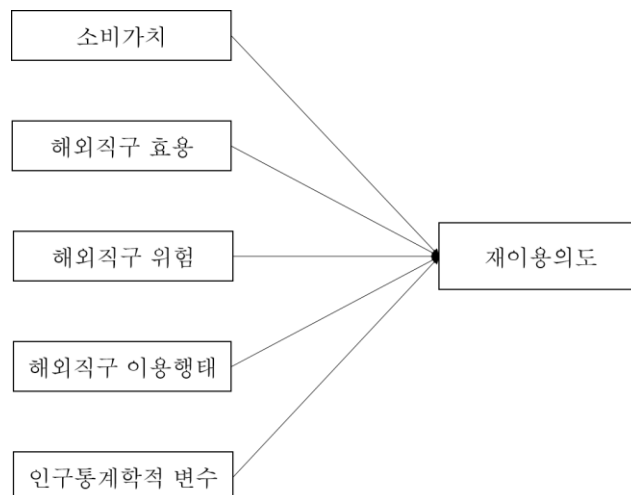 소비가치
해외직구 효용
해외직구 위험
재이용의도
해외직구 이용행태
인구통계학적 변수